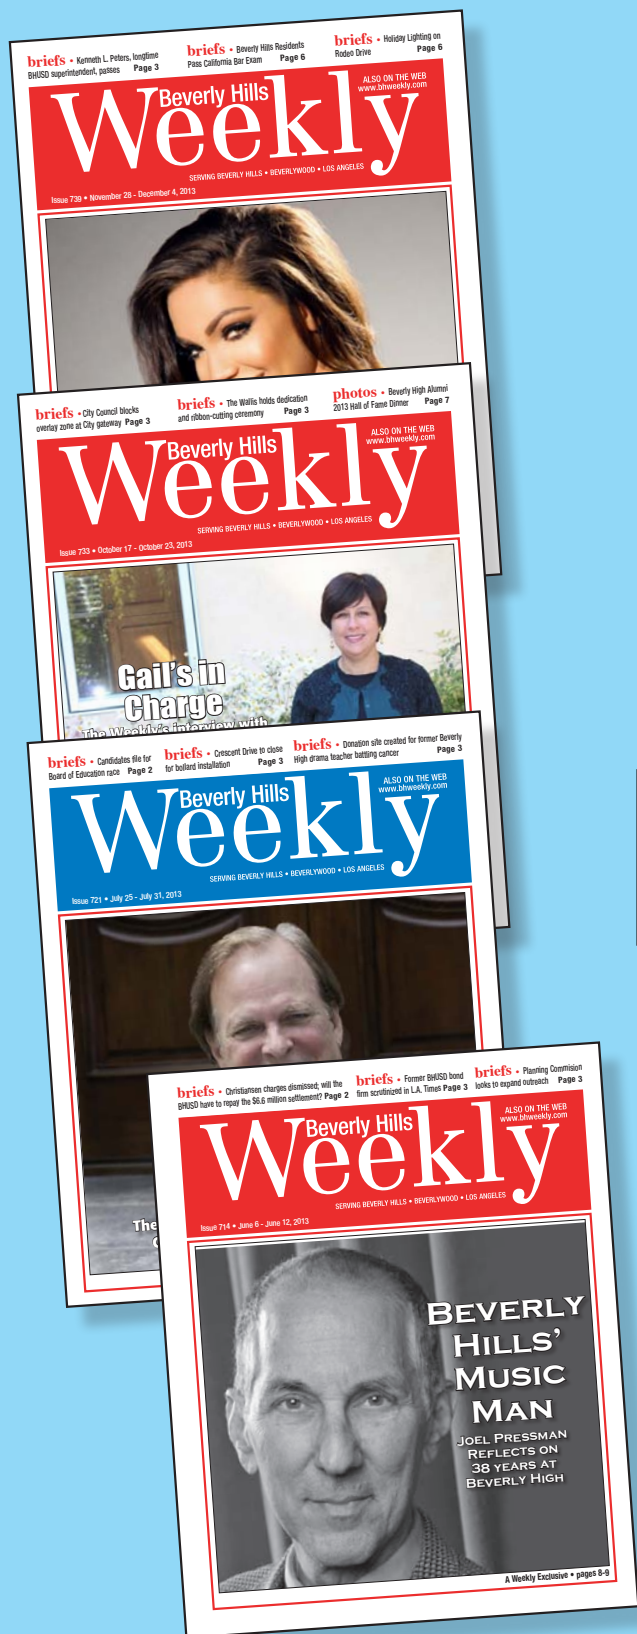 briefs • Kenneth L. Peters, longtime
BHUSD superintendent, passes Page 3
briefs • Beverly Hills Residents
Pass California Bar Exam Page 6
briefs • Holiday Lighting on
Rodeo Drive Page 6
Beverly Hills
Weekly
ALSO ON THE WEB
www.bhweekly.com
SERVING BEVERLY HILLS • BEVERLYWOOD • LOS ANGELES
Issue 739 • November 28 - December 4, 2013
briefs • City Council blocks
overlay zone at City gateway Page 3
briefs • The Wallis holds dedication
and ribbon-cutting ceremony Page 3
photos • Beverly High Alumni
2013 Hall of Fame Dinner Page 7
Beverly Hills
Weekly
ALSO ON THE WEB
www.bhweekly.com
SERVING BEVERLY HILLS • BEVERLYWOOD • LOS ANGELES
Issue 733 • October 17 - October 23, 2013
Gail's in
Charge
The Weekly's interview with
briefs • Candidates file for
Board of Education race Page 2
briefs • Crescent Drive to close
for bollard installation Page 3
briefs • Donation site created for former Beverly
High drama teacher battling cancer Page 3
Beverly Hills
Weekly
ALSO ON THE WEB
www.bhweekly.com
SERVING BEVERLY HILLS • BEVERLYWOOD • LOS ANGELES
Issue 721 • July 25 - July 31, 2013
The
briefs • Christiansen charges dismissed; will the
BHUSD have to repay the $6.6 million settlement? Page 2
briefs • Former BHUSD bond
firm scrutinized in L.A. Times Page 3
briefs • Planning Commision
looks to expand outreach Page 3
Beverly Hills
Weekly
ALSO ON THE WEB
www.bhweekly.com
SERVING BEVERLY HILLS • BEVERLYWOOD • LOS ANGELES
Issue 714 • June 6 - June 12, 2013
BEVERLY
HILLS'
MUSIC
MAN
JOEL PRESSMAN
REFLECTS ON
38 YEARS AT
BEVERLY HIGH
A Weekly Exclusive • pages 8-9